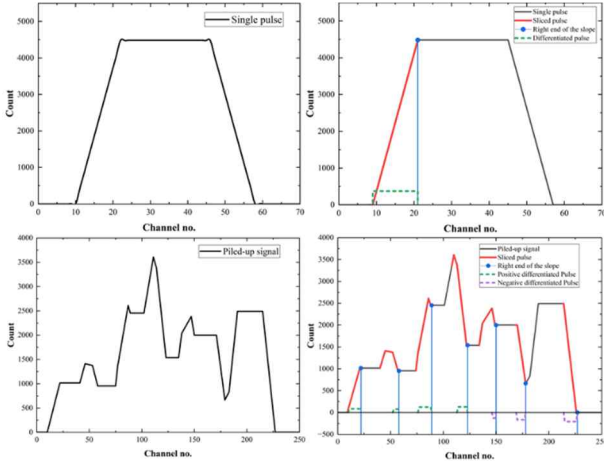 Single pulse
5000
4000
3000
2000
1000
0
Count
0 10 20 30 40 50 60 70
Channel no.
Single pulse
Sliced pulse
Right end of the slope
Differentiated pulse
5000
4000
3000
2000
1000
0
Count
0 10 20 30 40 50 60 70
Channel no.
Piled-up signal
4000
3500
3000
2500
2000
1500
1000
500
0
Count
0 50 100 150 200 250
Channel no.
Piled-up signal
Sliced pulse
Right end of the slope
Positive differentiated Pulse
Negative differentiated Pulse
4000
3500
3000
2500
2000
1500
1000
500
0
−500
Count
0 50 100 150 200 250
Channel no.